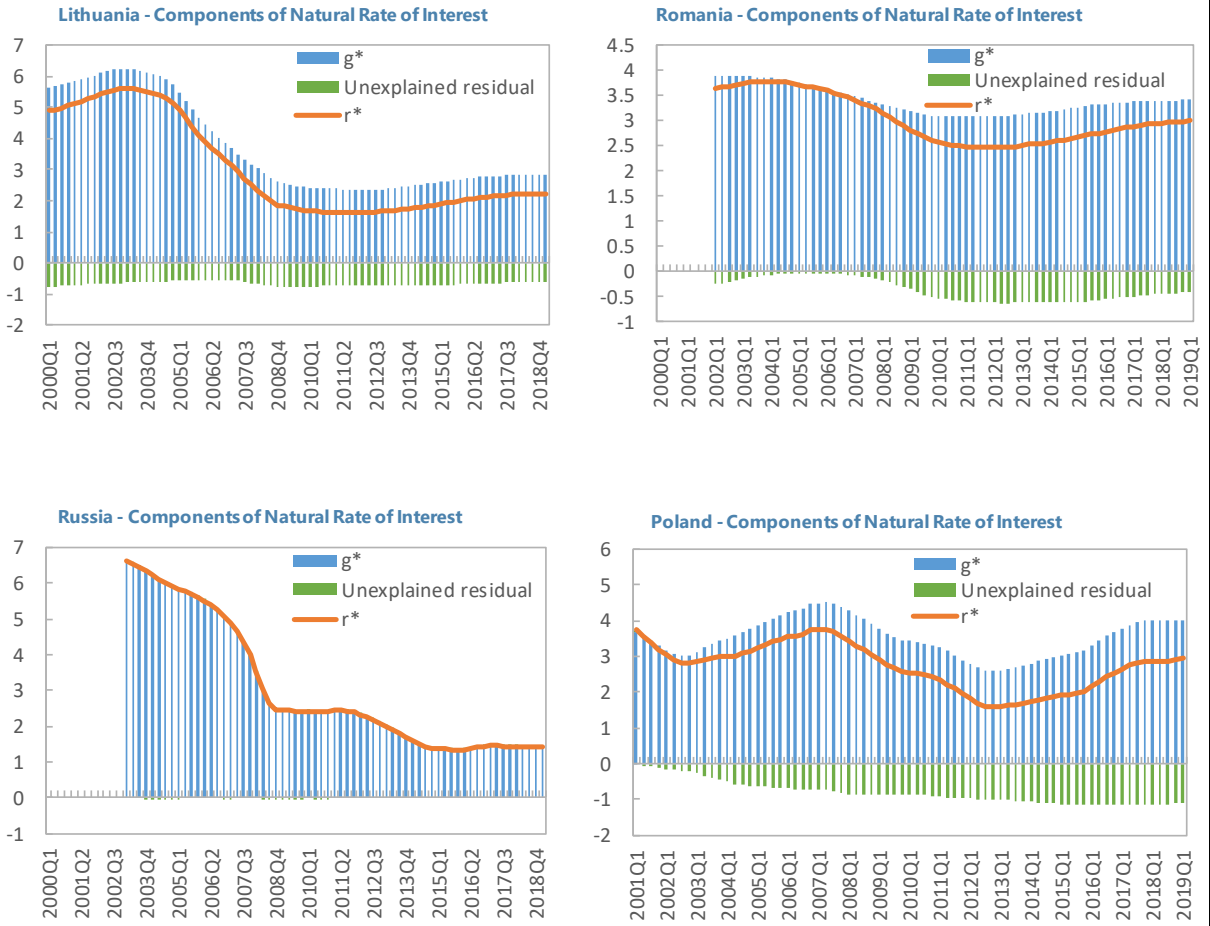 Lithuania - Components of Natural Rate of Interest
7
6
5
4
3
2
1
0
-1
-2
g*
Unexplained residual
r*
2000Q1
2001Q2
2002Q3
2003Q4
2005Q1
2006Q2
2007Q3
2008Q4
2010Q1
2011Q2
2012Q3
2013Q4
2015Q1
2016Q2
2017Q3
2018Q4
Romania - Components of Natural Rate of Interest
4.5
4
3.5
3
2.5
2
1.5
1
0.5
0
-0.5
-1
g*
Unexplained residual
r*
2000Q1
2001Q1
2002Q1
2003Q1
2004Q1
2005Q1
2006Q1
2007Q1
2008Q1
2009Q1
2010Q1
2011Q1
2012Q1
2013Q1
2014Q1
2015Q1
2016Q1
2017Q1
2018Q1
2019Q1
Russia - Components of Natural Rate of Interest
7
6
5
4
3
2
1
0
-1
g*
Unexplained residual
r*
2000Q1
2001Q2
2002Q3
2003Q4
2005Q1
2006Q2
2007Q3
2008Q4
2010Q1
2011Q2
2012Q3
2013Q4
2015Q1
2016Q2
2017Q3
2018Q4
Poland - Components of Natural Rate of Interest
6
5
4
3
2
1
0
-1
-2
g*
Unexplained residual
r*
2001Q1
2002Q1
2003Q1
2004Q1
2005Q1
2006Q1
2007Q1
2008Q1
2009Q1
2010Q1
2011Q1
2012Q1
2013Q1
2014Q1
2015Q1
2016Q1
2017Q1
2018Q1
2019Q1